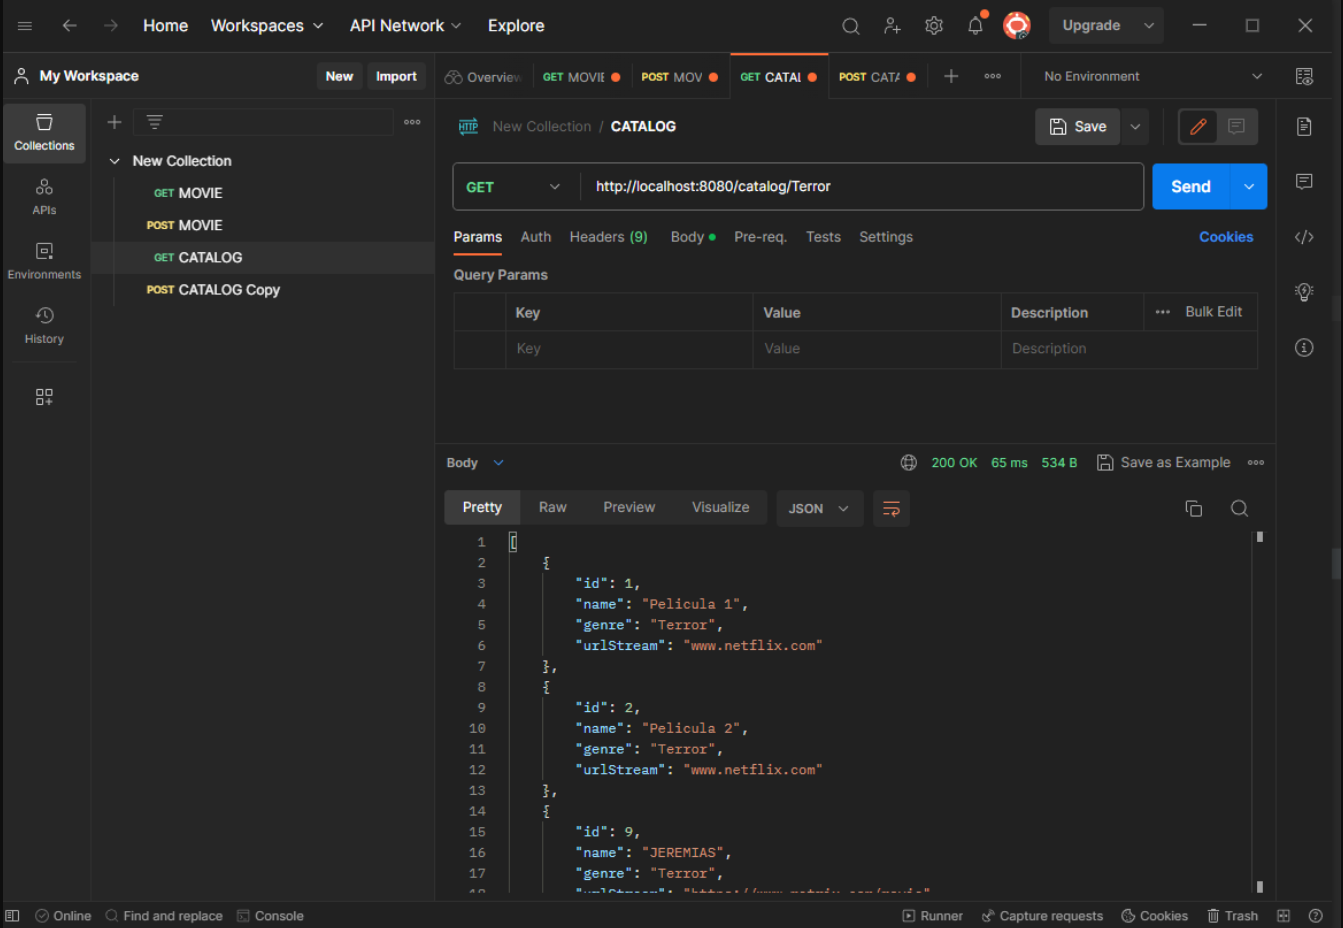 Home Workspaces API Network Explore Upgrade
My Workspace New Import Overview GET MOVIE POST MOV GET CATAL POST CATA No Environment
New Collection / CATALOG Save
HTTP
Collections
New Collection
GET MOVIE
POST MOVIE
GET CATALOG
POST CATALOG Copy
APIs
Environments
History
GET http://localhost:8080/catalog/Terror Send
Params Auth Headers (9) Body Pre-req. Tests Settings Cookies
Query Params
Key Value Description Bulk Edit
Key Value Description
Body 200 OK 65 ms 534 B Save as Example
Pretty Raw Preview Visualize JSON
1 [
2 {
3 "id": 1,
4 "name": "Pelicula 1",
5 "genre": "Terror",
6 "urlStream": "www.netflix.com"
7 },
8 {
9 "id": 2,
10 "name": "Pelicula 2",
11 "genre": "Terror",
12 "urlStream": "www.netflix.com"
13 },
14 {
15 "id": 9,
16 "name": "JEREMIAS",
17 "genre": "Terror",
18 "urlStream":
Online Find and replace Console Runner Capture requests Cookies Trash